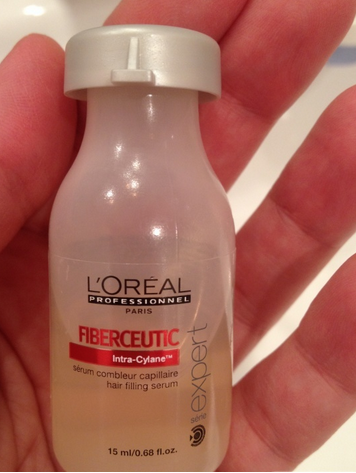 L'ORÉAL
PROFESSIONNEL
PARIS
FIBERCEUTIC
Intra-Cylane™
sérum combleur capillaire
hair filling serum
série expert
15 ml/0.68 fl.oz.